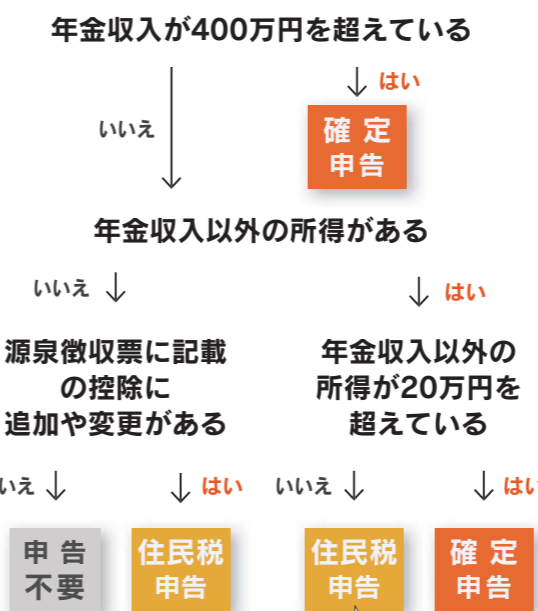 年金収入が400万円を超えている
はい
いいえ
確定
申告
年金収入以外の所得がある
いいえ
はい
源泉徴収票に記載
の控除に
追加や変更がある
年金収入以外の
所得が20万円を
超えている
いえ
はい
いいえ
はい
申告
不要
住民税
申告
住民税
申告
確定
申告